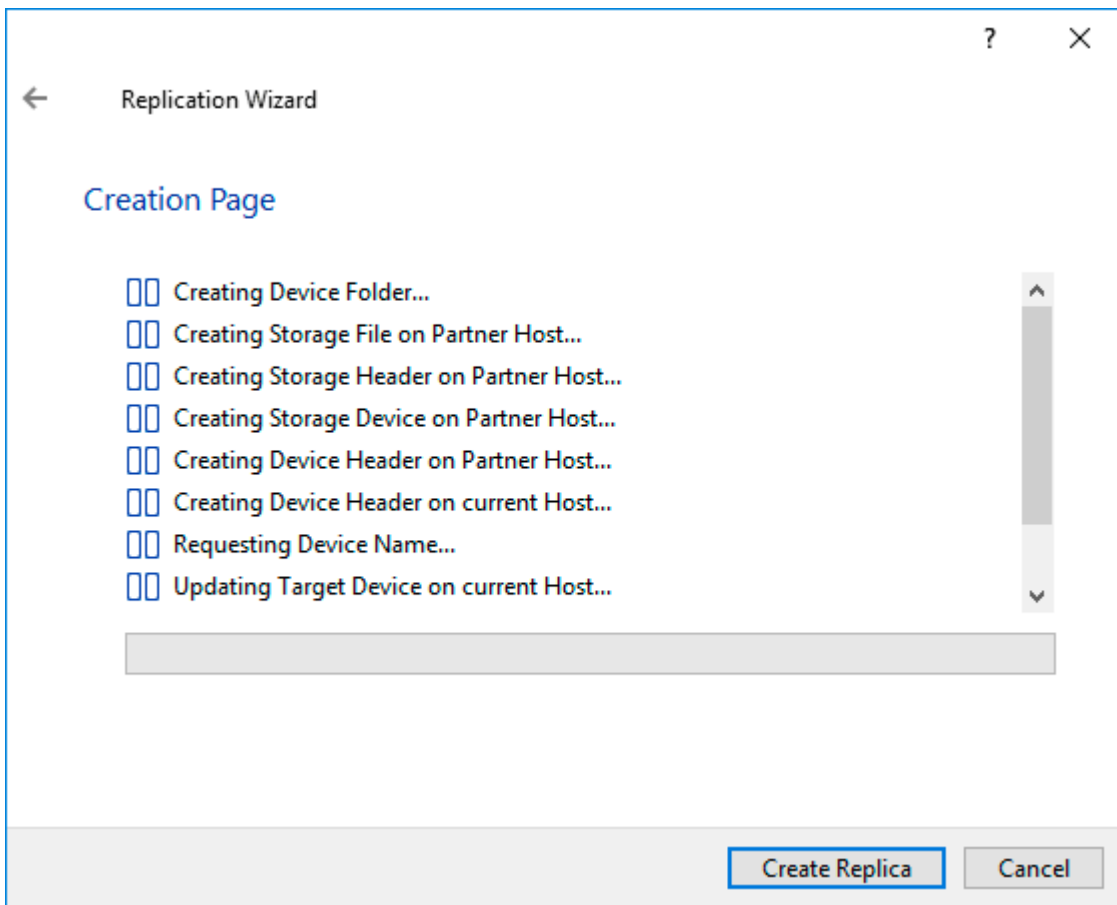 ?
Replication Wizard
Creation Page
Creating Device Folder...
Creating Storage File on Partner Host...
Creating Storage Header on Partner Host...
Creating Storage Device on Partner Host...
Creating Device Header on Partner Host...
Creating Device Header on current Host...
Requesting Device Name...
Updating Target Device on current Host...
Create Replica Cancel